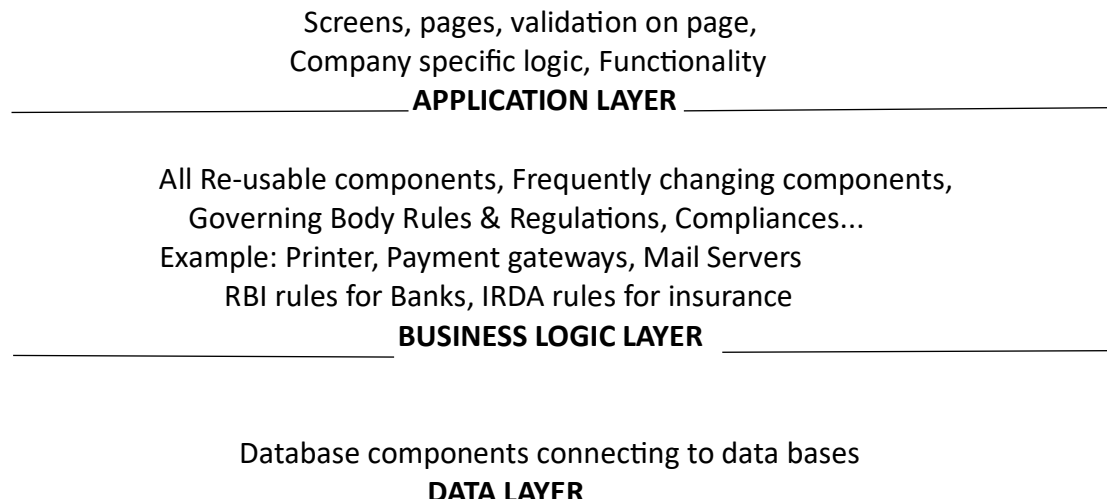 Screens, pages, validation on page,
Company specific logic, Functionality
APPLICATION LAYER
All Re-usable components, Frequently changing components,
Governing Body Rules & Regulations, Compliances...
Example: Printer, Payment gateways, Mail Servers
RBI rules for Banks, IRDA rules for insurance
BUSINESS LOGIC LAYER
Database components connecting to data bases
DATA LAYER